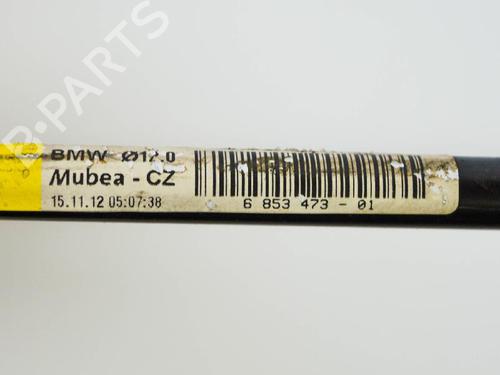 BMW Ø17.0
Mubea - CZ
15.11.12 05:07:38
6 853 473 - 01
B-PARTS